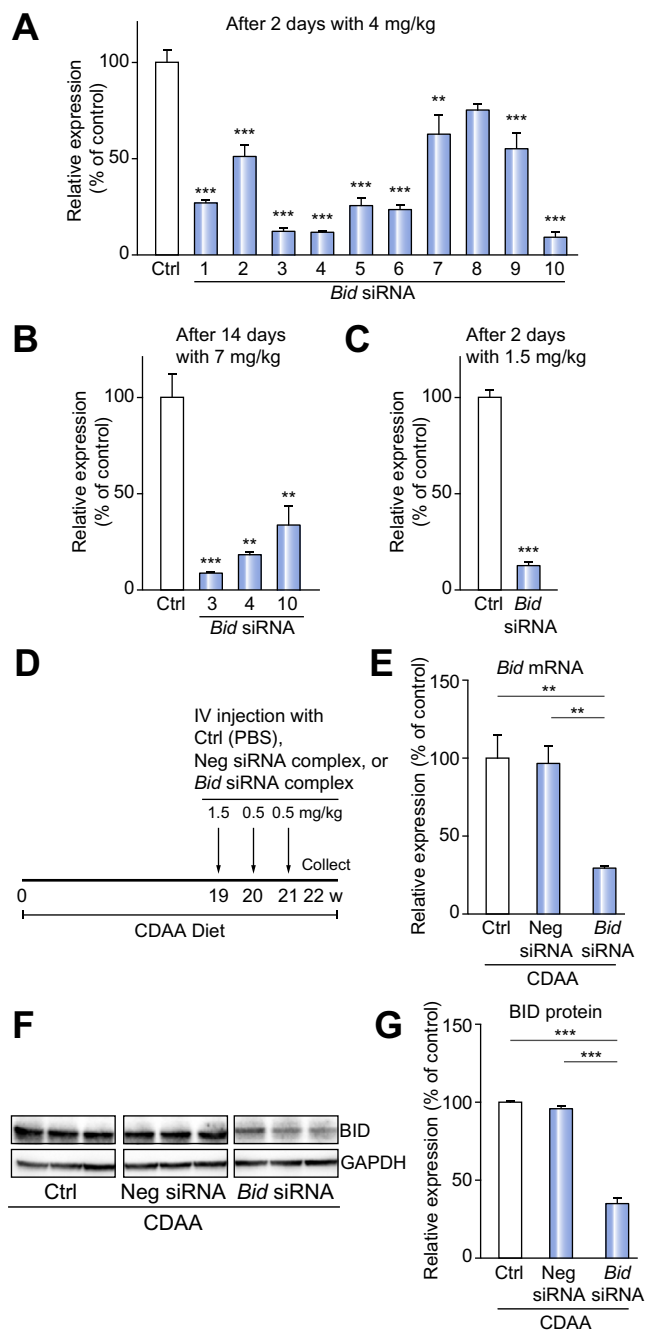 A
After 2 days with 4 mg/kg
Relative expression
(% of control)
100
50
0
***
***
***
***
***
***
**
***
***
Ctrl
1 2 3 4 5 6 7 8 9 10
Bid siRNA
B
After 14 days
with 7 mg/kg
Relative expression
(% of control)
100
50
0
***
**
**
Ctrl
3 4 10
Bid siRNA
C
After 2 days
with 1.5 mg/kg
Relative expression
(% of control)
100
50
0
***
Ctrl Bid
siRNA
D
IV injection with
Ctrl (PBS),
Neg siRNA complex, or
Bid siRNA complex
1.5 0.5 0.5 mg/kg
Collect
0 19 20 21 22 w
CDAA Diet
E
Bid mRNA
Relative expression (% of control)
150
100
50
0
**
**
Ctrl Neg Bid
siRNA siRNA
CDAA
F
BID
GAPDH
Ctrl Neg siRNA Bid siRNA
CDAA
G
BID protein
Relative expression (% of control)
150
100
50
0
***
***
Ctrl Neg Bid
siRNA siRNA
CDAA